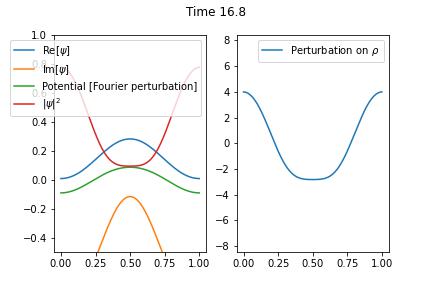 Time 16.8
1.0
0.8
0.6
0.4
0.2
0.0
−0.2
−0.4
0.00 0.25 0.50 0.75 1.00
Re[ψ]
Im[ψ]
Potential [Fourier perturbation]
|ψ|²
8
6
4
2
0
−2
−4
−6
−8
0.00 0.25 0.50 0.75 1.00
Perturbation on ρ